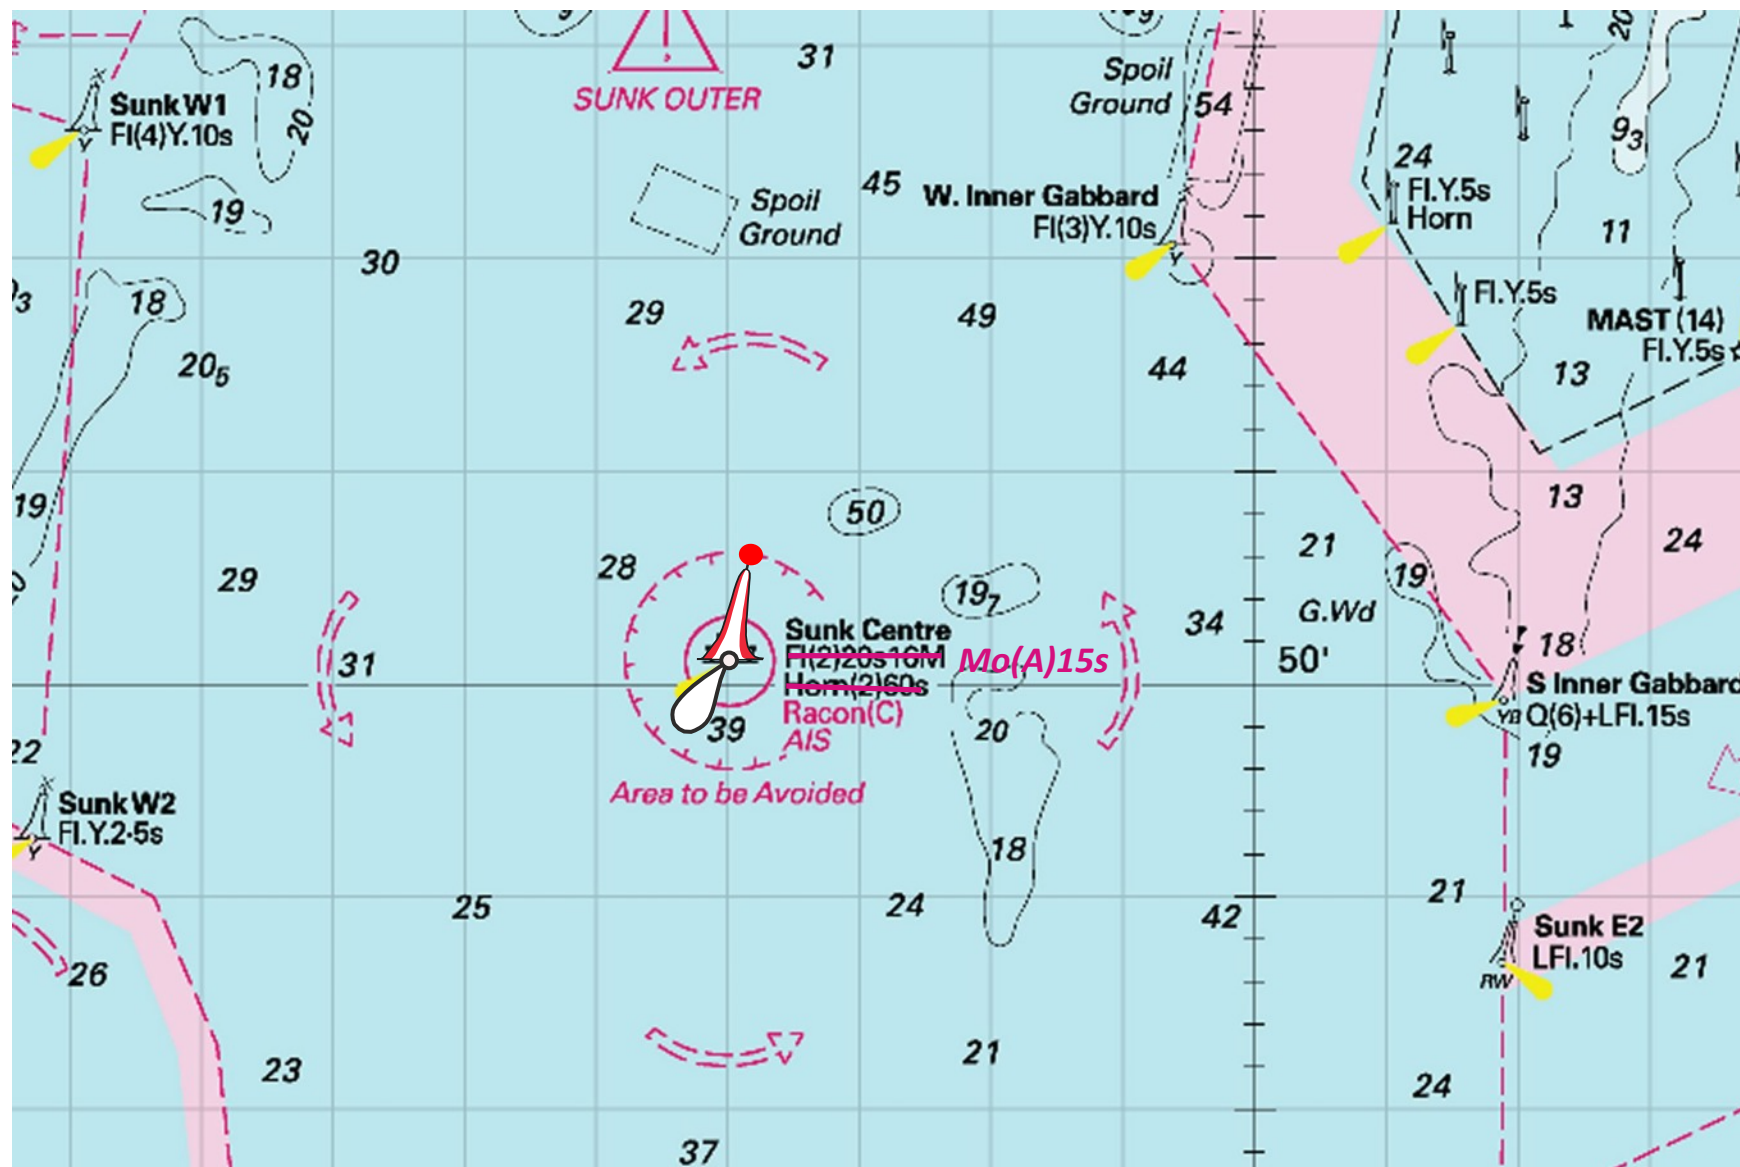 9
31
SUNK OUTER
Sunk W1
Fl(4)Y.10s
Y
18
20
19
Spoil
Ground
54
20
9₃
24
Fl.Y.5s
Horn
11
45
Spoil
Ground
W. Inner Gabbard
Fl(3)Y.10s
Y
30
18
29
49
Fl.Y.5s
MAST (14)
Fl.Y.5s
20₅
44
13
19
50
13
28
21
24
29
19₇
19
G.Wd
34
31
Sunk Centre
Fl(2)20s16M
Mo(A)15s
Horn(2)60s
Racon(C)
AIS
39
Area to be Avoided
50'
18
S Inner Gabbard
Q(6)+LFl.15s
YB
19
20
22
Sunk W2
Fl.Y.2·5s
Y
18
21
25
24
42
Sunk E2
LFl.10s
RW
26
21
23
21
24
37